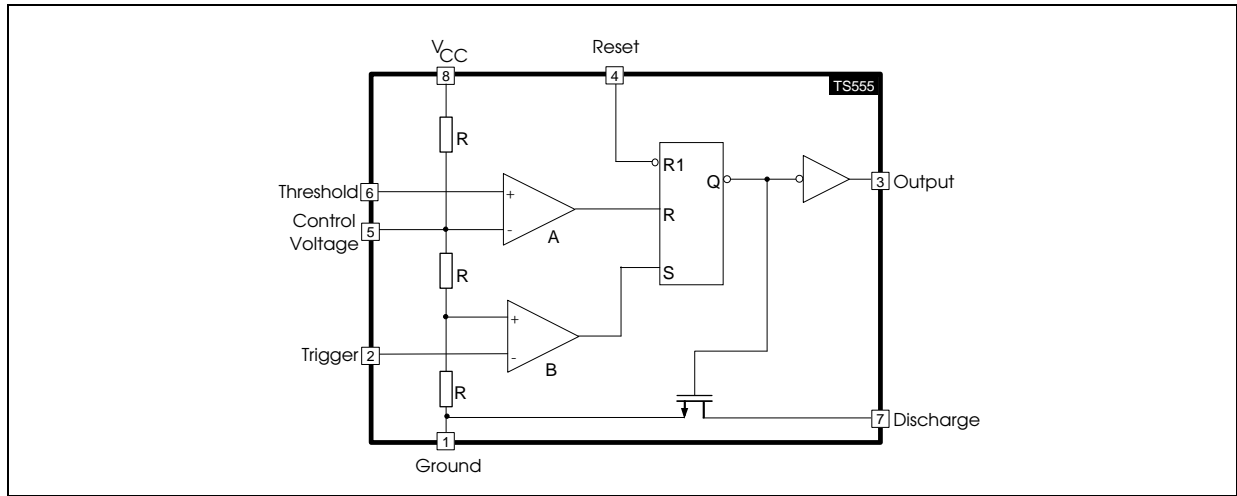 VCC
Reset
8
4
TS555
R
R1
Q
Threshold
6
+
3
Output
Control
Voltage
5
-
A
R
R
S
+
Trigger
2
-
B
R
7
Discharge
1
Ground